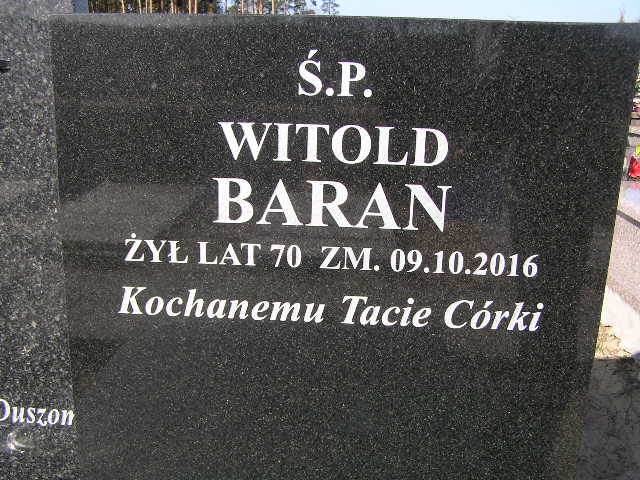 Ś.P.
WITOLD
BARAN
ŻYŁ LAT 70 ZM. 09.10.2016
Kochanemu Tacie Córki
Duszom